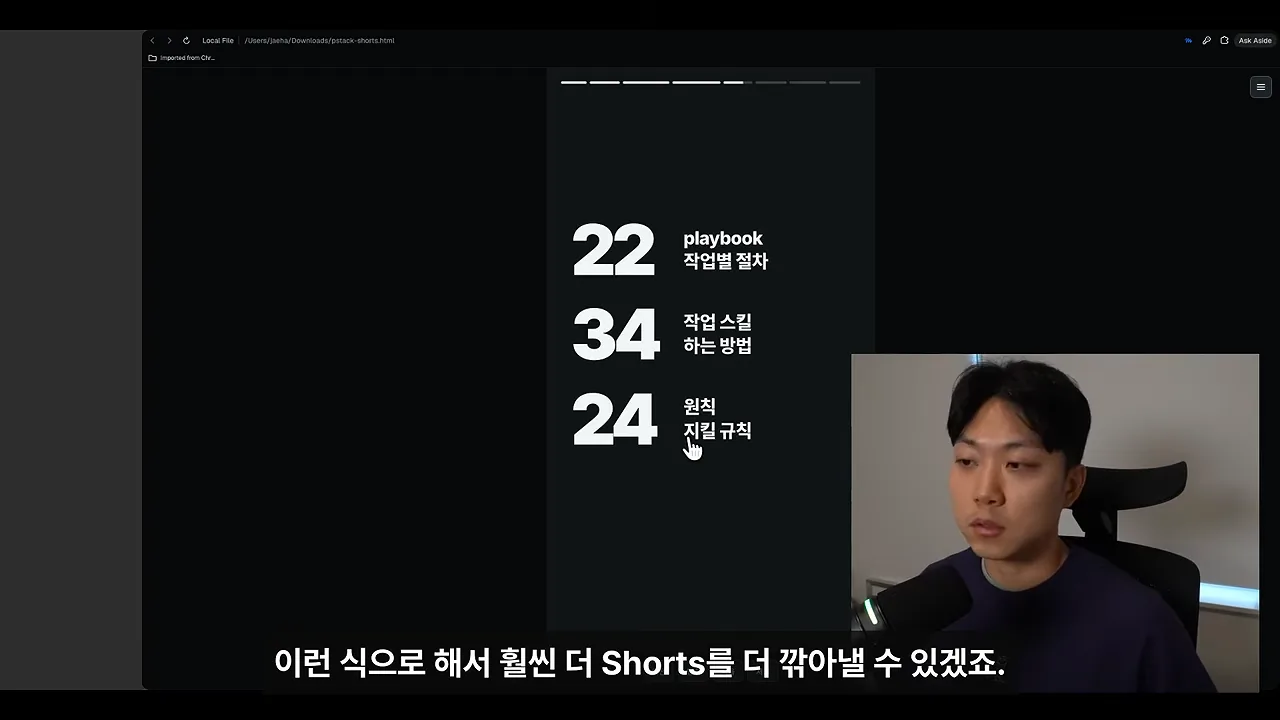 Local File
/Users/jaeha/Downloads/pstack-shorts.html
Ask Aside
Imported from Chr...
22
playbook
작업별 절차
34
작업 스킬
하는 방법
24
원칙
지킬 규칙
이런 식으로 해서 훨씬 더 Shorts를 더 깎아낼 수 있겠죠.